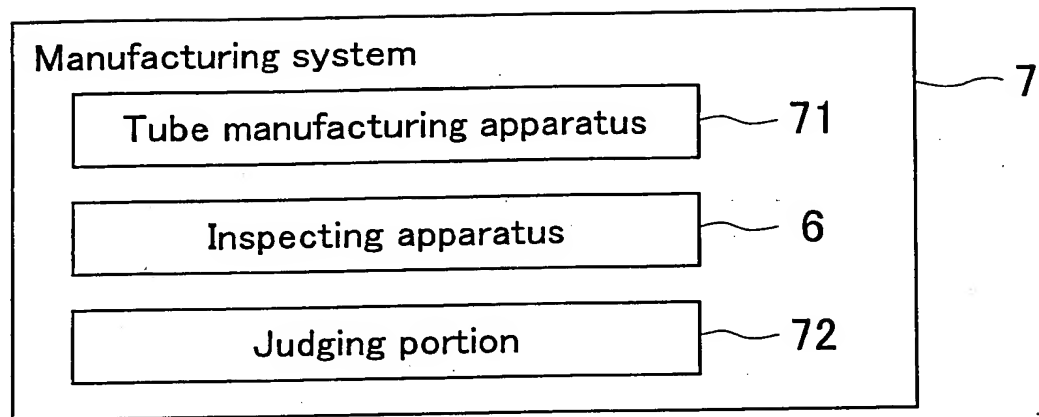 Manufacturing system
7
Tube manufacturing apparatus 71
Inspecting apparatus 6
Judging portion 72